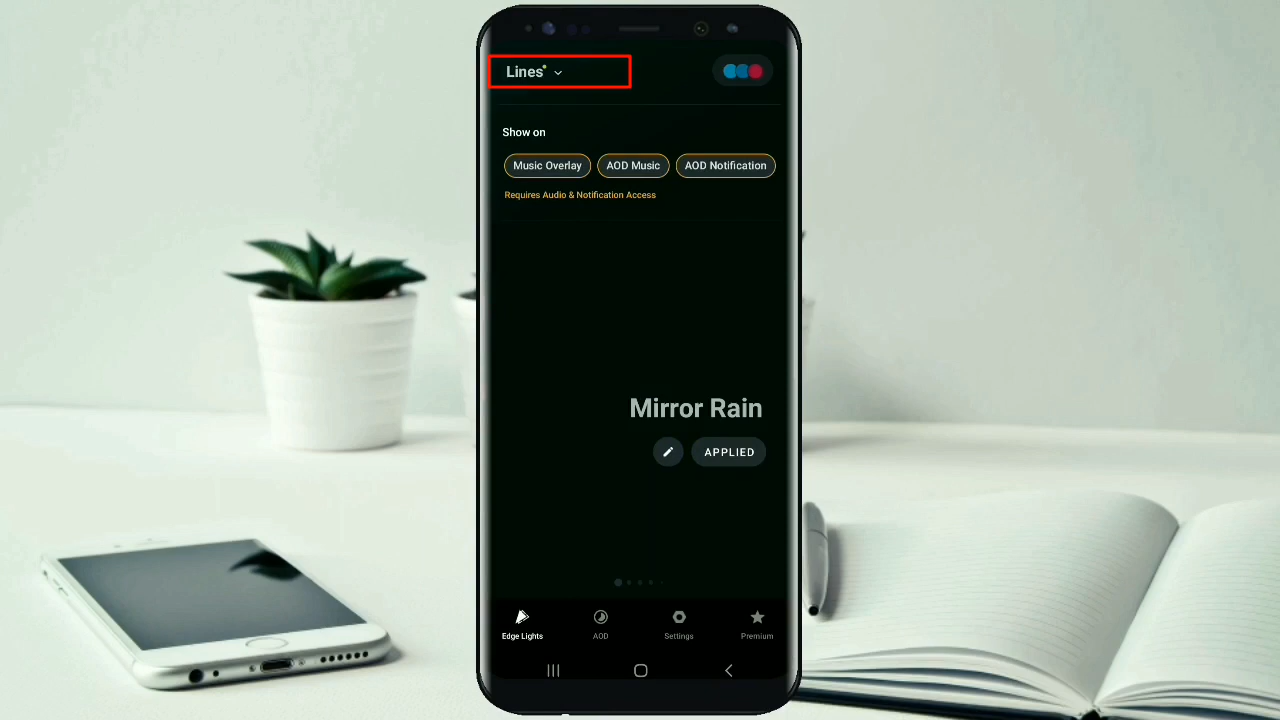 Lines
Show on
Music Overlay AOD Music AOD Notification
Requires Audio & Notification Access
Mirror Rain
APPLIED
Edge Lights AOD Settings Premium